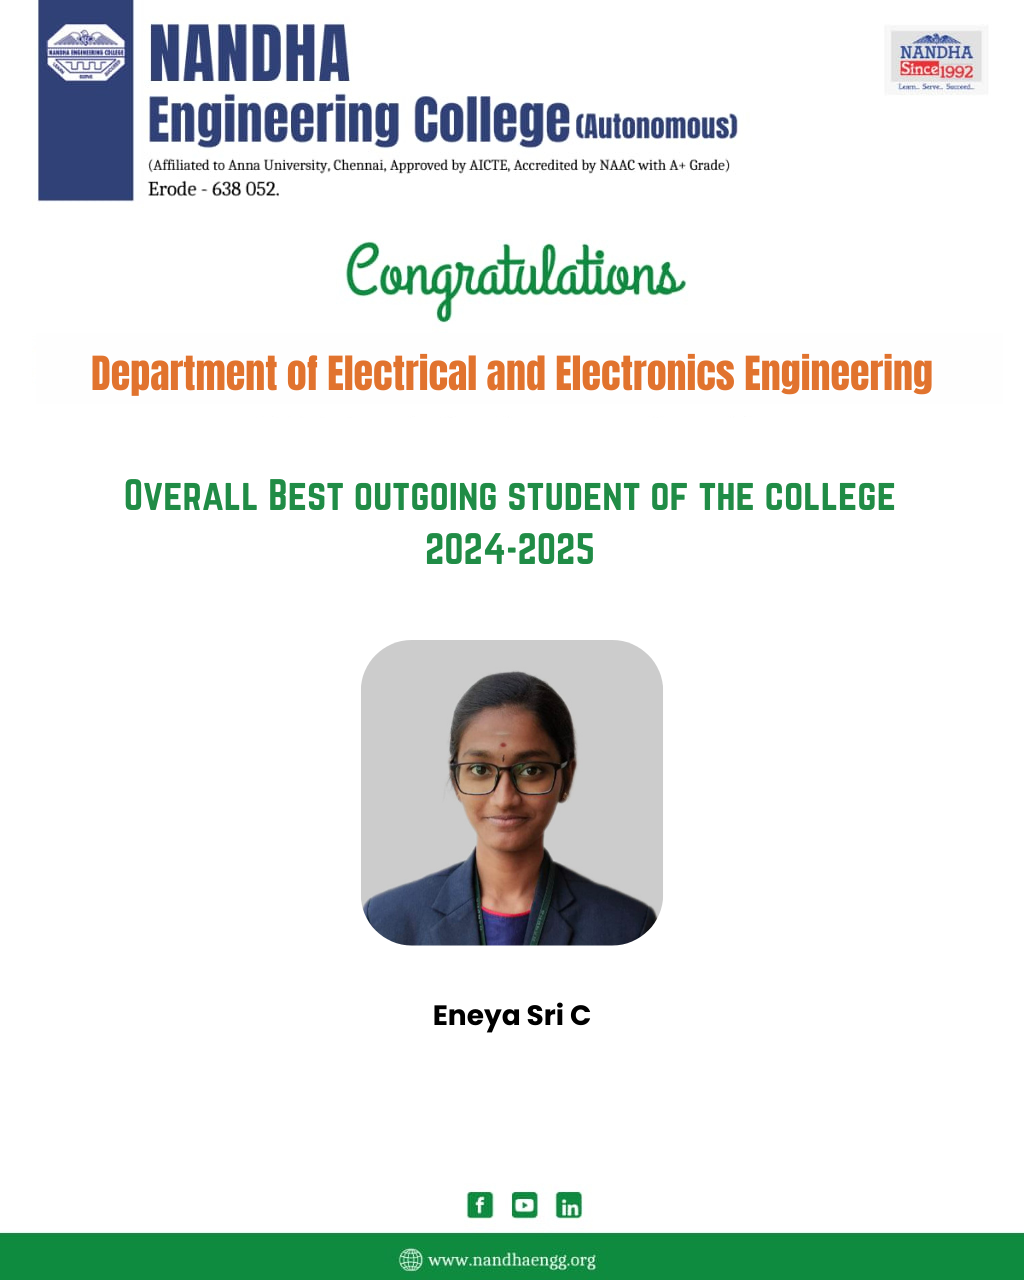 NANDHA ENGINEERING COLLEGE
NANDHA
Engineering College (Autonomous)
(Affiliated to Anna University, Chennai, Approved by AICTE, Accredited by NAAC with A+ Grade)
Erode - 638 052.
NANDHA
Since 1992
Learn... Serve... Succeed...
Congratulations
Department of Electrical and Electronics Engineering
Overall Best outgoing student of the college
2024-2025
Eneya Sri C
www.nandhaengg.org